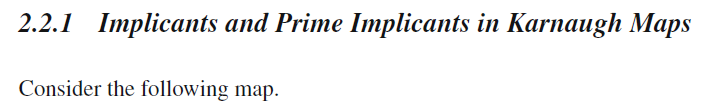 2.2.1 Implicants and Prime Implicants in Karnaugh Maps
Consider the following map.